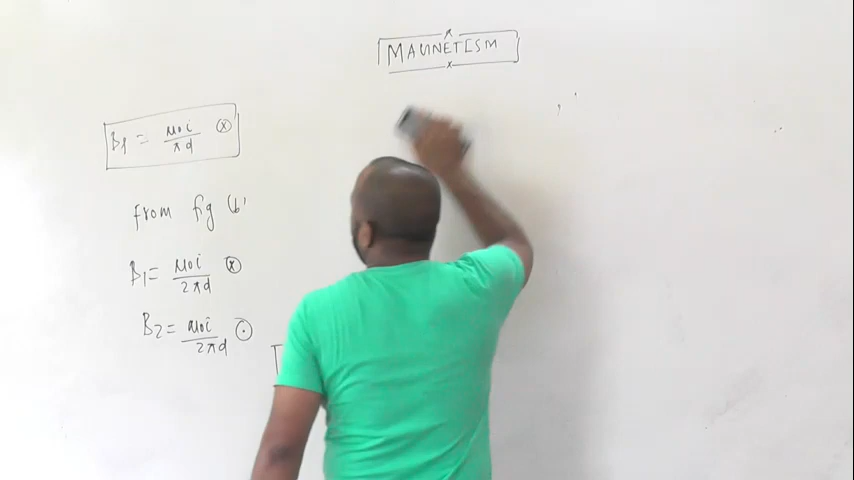 MAGNETISM
B1 = μ0i/πd ⊗
from fig (b)
B1 = μ0i/2πd ⊗
B2 = μ0i/2πd ⊙